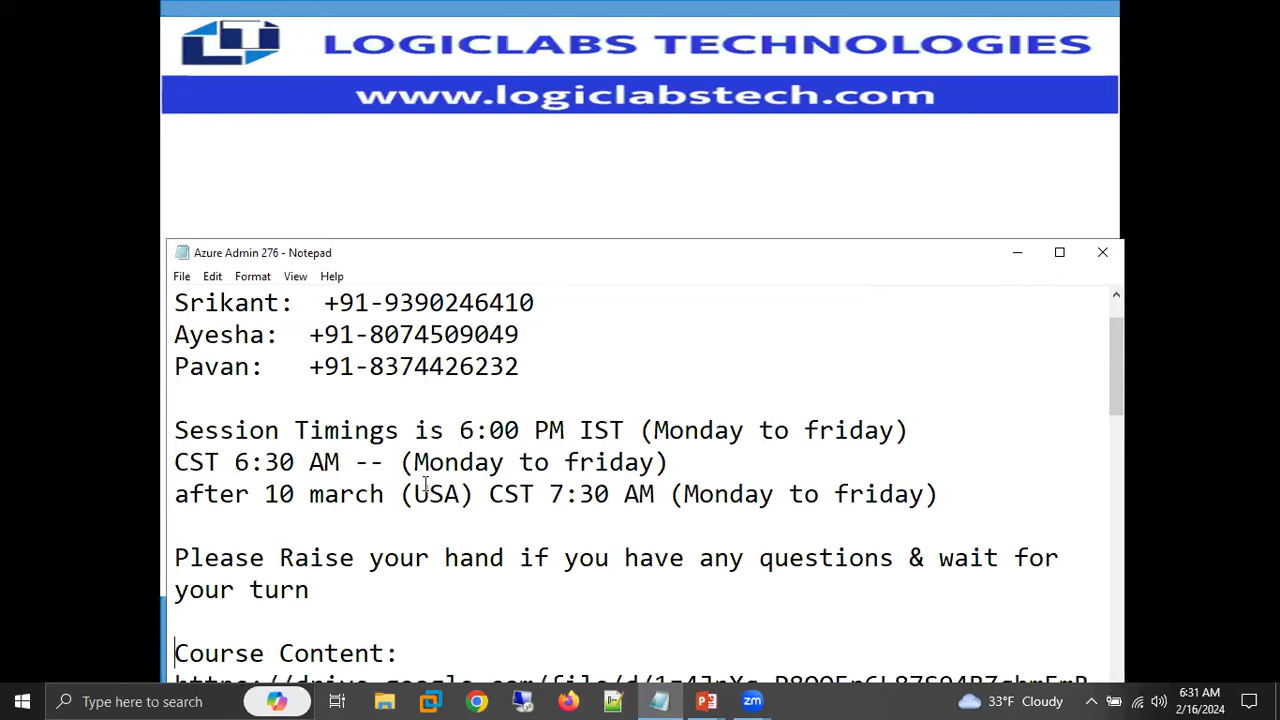 LOGICLABS TECHNOLOGIES
www.logiclabstech.com
Azure Admin 276 - Notepad
File Edit Format View Help
Srikant: +91-9390246410
Ayesha: +91-8074509049
Pavan: +91-8374426232
Session Timings is 6:00 PM IST (Monday to friday)
CST 6:30 AM -- (Monday to friday)
after 10 march (USA) CST 7:30 AM (Monday to friday)
Please Raise your hand if you have any questions & wait for
your turn
Course Content:
Type here to search
33°F Cloudy
6:31 AM
2/16/2024